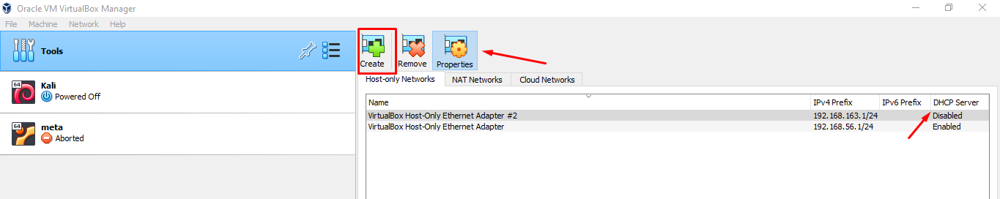 Oracle VM VirtualBox Manager
File Machine Network Help
Tools
64
Kali
Powered Off
64
meta
Aborted
Create Remove Properties
Host-only Networks NAT Networks Cloud Networks
Name IPv4 Prefix IPv6 Prefix DHCP Server
VirtualBox Host-Only Ethernet Adapter #2 192.168.163.1/24 Disabled
VirtualBox Host-Only Ethernet Adapter 192.168.56.1/24 Enabled